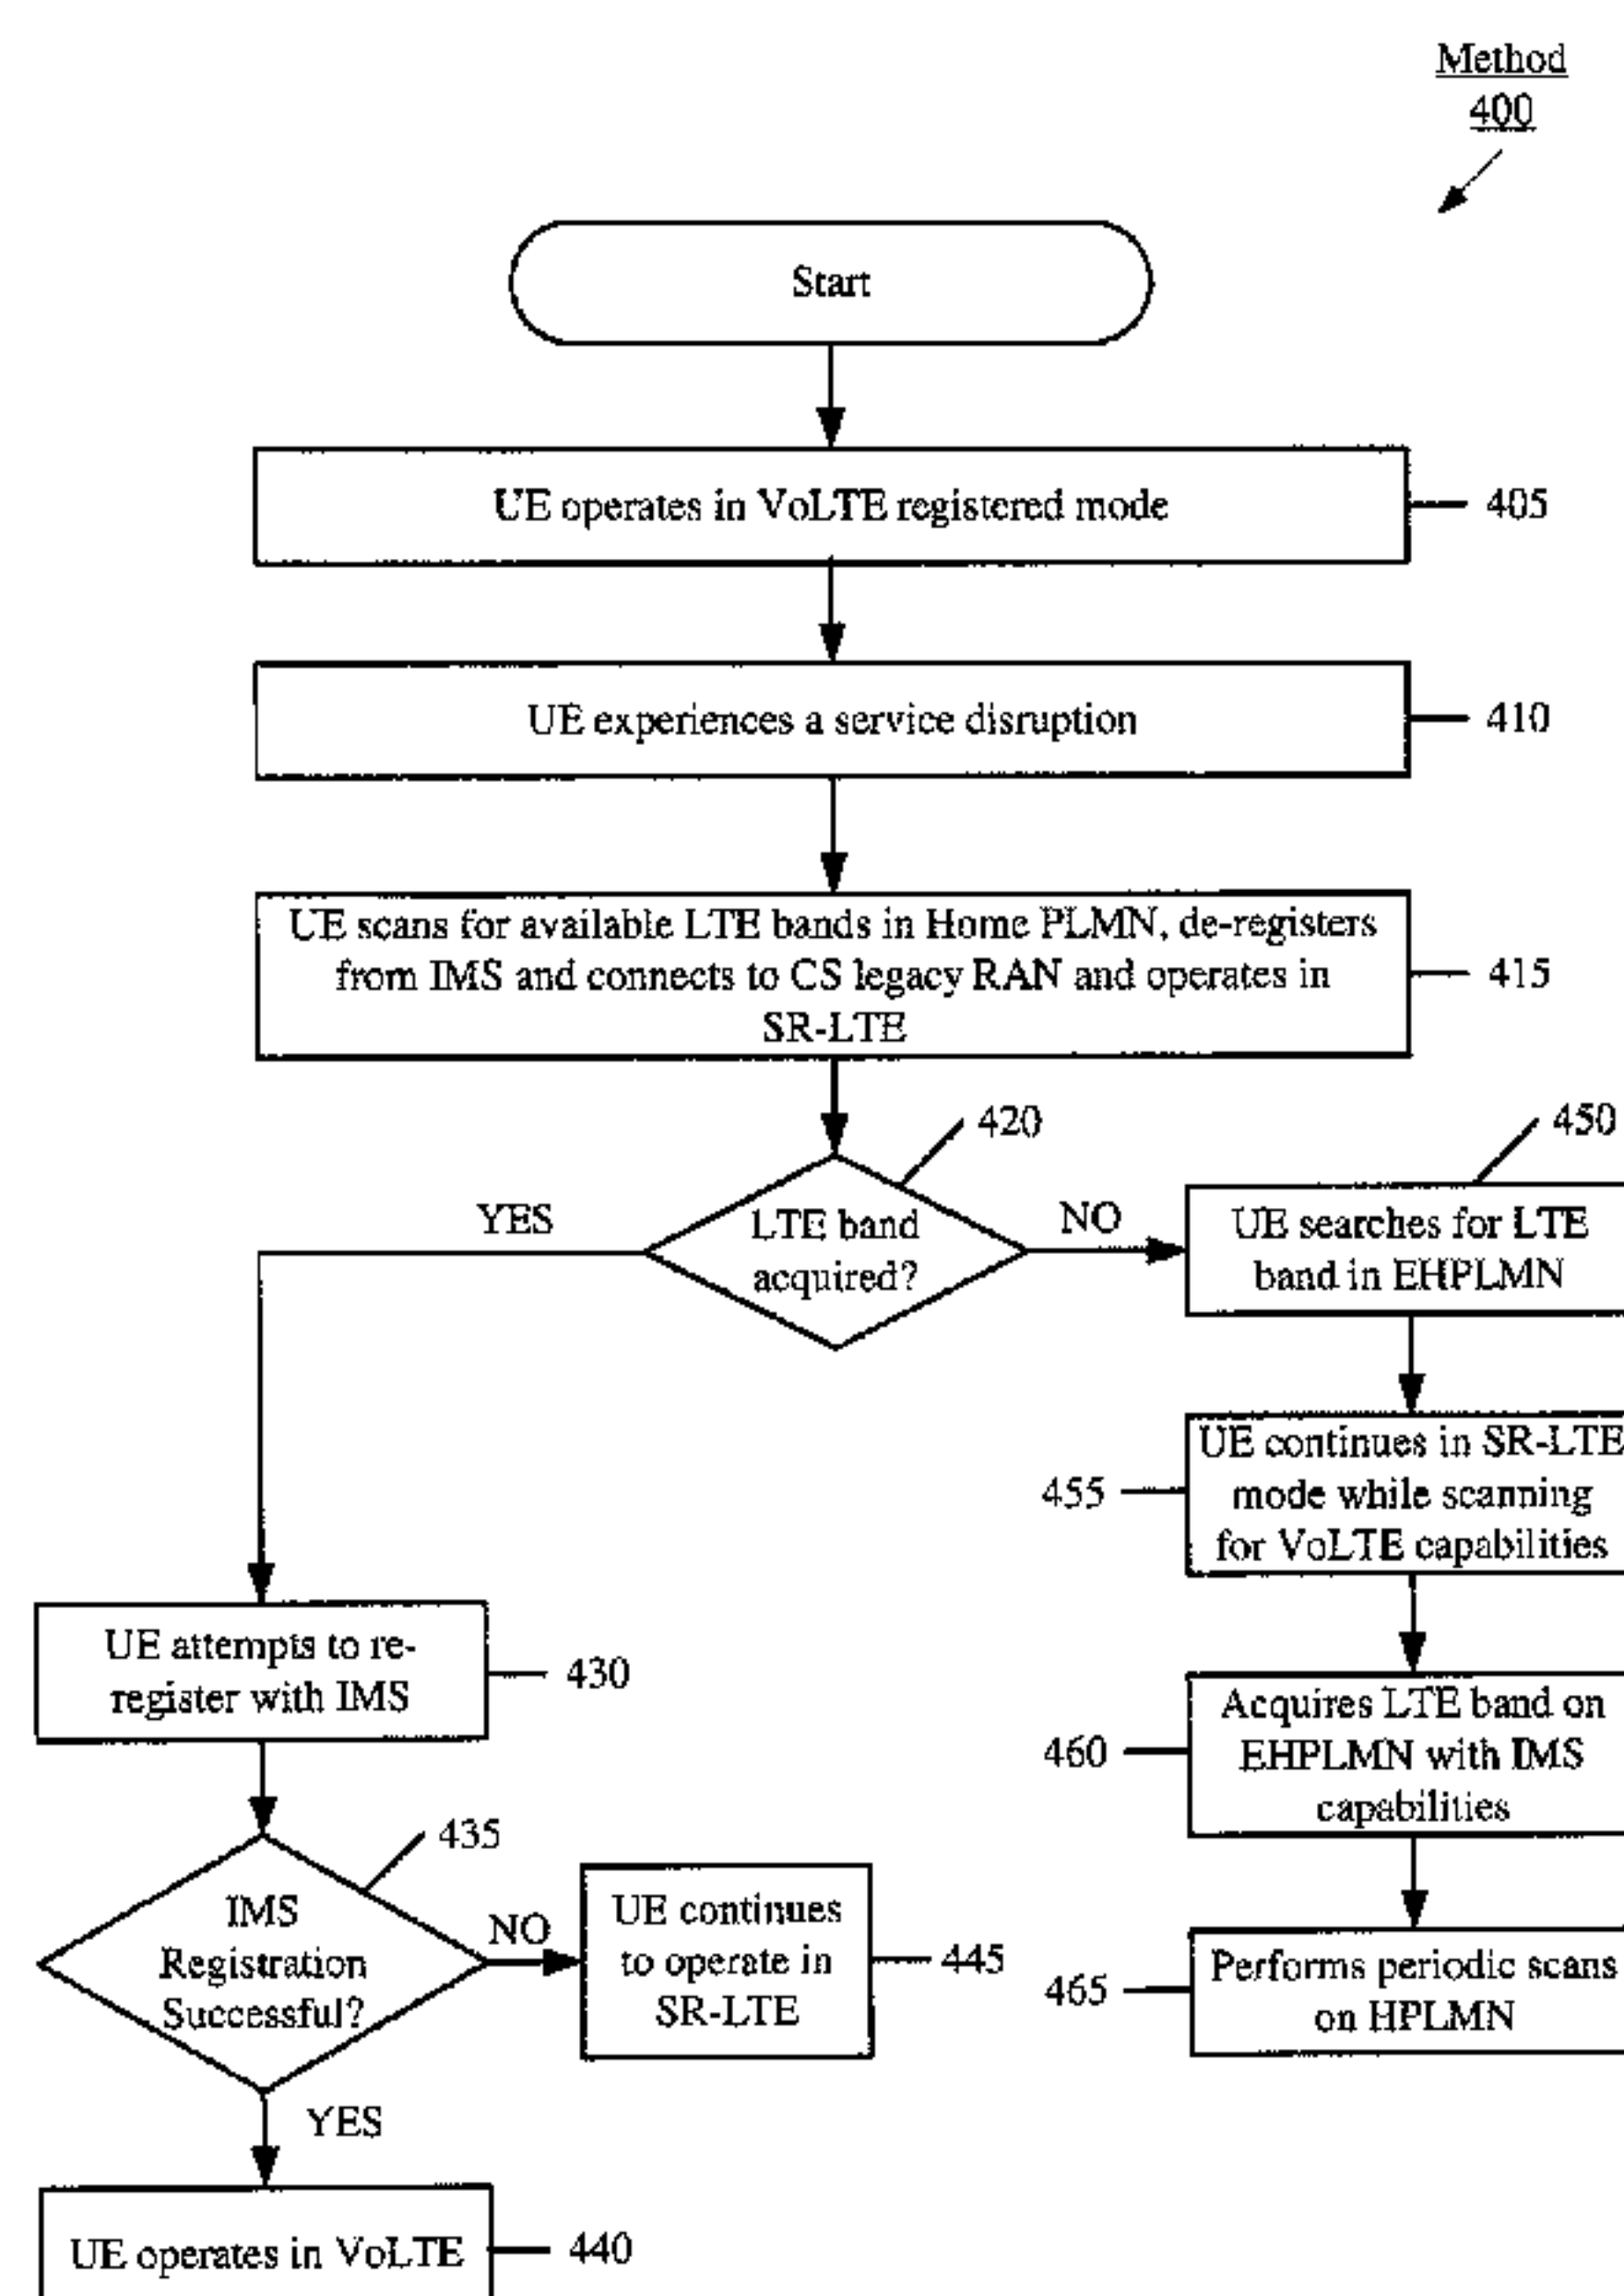 Method
400
Start
UE operates in VoLTE registered mode
405
UE experiences a service disruption
410
UE scans for available LTE bands in Home PLMN, de-registers
from IMS and connects to CS legacy RAN and operates in
SR-LTE
415
420
450
YES
LTE band
acquired?
NO
UE searches for LTE
band in EHPLMN
UE continues in SR-LTE
mode while scanning
for VoLTE capabilities
455
UE attempts to re-
register with IMS
430
Acquires LTE band on
EHPLMN with IMS
capabilities
460
435
IMS
Registration
Successful?
NO
UE continues
to operate in
SR-LTE
445
Performs periodic scans
on HPLMN
465
YES
UE operates in VoLTE
440